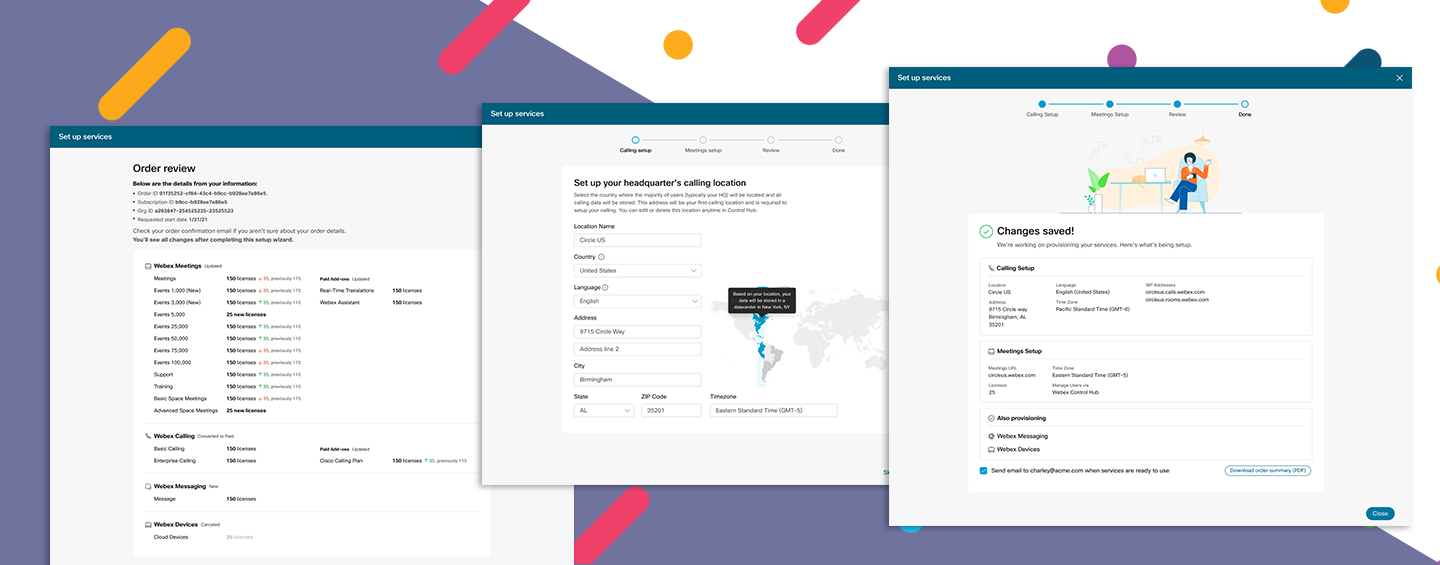 Set up services
Order review
Below are the details from your information:
• Order ID 91f35252-cf84-43c4-b9cc-b928ee7e86e5.
• Subscription ID b9cc-b928ee7e86e5
• Org ID a293847-254525235-23525523
• Requested start date 1/31/21
Check your order confirmation email if you aren't sure about your order details.
You'll see all changes after completing this setup wizard.
Webex Meetings Updated
Meetings 150 licenses ↓ 35, previously 115 Paid Add-ons Updated
Events 1,000 (New) 150 licenses ↓ 35, previously 115 Real-Time Translations 150 licenses
Events 3,000 (New) 150 licenses ↑ 35, previously 115 Webex Assistant 150 licenses
Events 5,000 25 new licenses
Events 25,000 150 licenses ↑ 35, previously 115
Events 50,000 150 licenses ↑ 35, previously 115
Events 75,000 150 licenses ↓ 35, previously 115
Events 100,000 150 licenses ↓ 35, previously 115
Support 150 licenses ↑ 35, previously 115
Training 150 licenses ↑ 35, previously 115
Basic Space Meetings 150 licenses ↓ 35, previously 115
Advanced Space Meetings 25 new licenses
Webex Calling Converted to Paid
Basic Calling 150 licenses Paid Add-ons Updated
Enterprise Calling 150 licenses Cisco Calling Plan 150 licenses ↑ 35, previously 115
Webex Messaging New
Message 150 licenses
Webex Devices Canceled
Cloud Devices 25 licenses
Set up services
Calling setup Meetings setup Review Done
Set up your headquarter's calling location
Select the country where the majority of users (typically your HQ) will be located and all
calling data will be stored. This address will be your first calling location and is required to
setup your calling. You can edit or delete this location anytime in Control Hub.
Location Name
Circle US
Country
United States
Language
English
Address
9715 Circle Way
Address line 2
City
Birmingham
State ZIP Code Timezone
AL 35201 Eastern Standard Time (GMT-5)
Based on your location, your
data will be stored in a
datacenter in New York, NY
Set up services
Calling Setup Meetings Setup Review Done
Changes saved!
We're working on provisioning your services. Here's what's being setup.
Calling Setup
Location Language SIP Addresses
Circle US English (United States) circleus.calls.webex.com
circleus.rooms.webex.com
Address Time Zone
9715 Circle way Pacific Standard Time (GMT-8)
Birmingham, AL
35201
Meetings Setup
Meetings URL Time Zone
circleus.webex.com Eastern Standard Time (GMT-5)
Licenses Manage Users via
25 Webex Control Hub
Also provisioning
Webex Messaging
Webex Devices
Send email to charley@acme.com when services are ready to use Download order summary (PDF)
Close